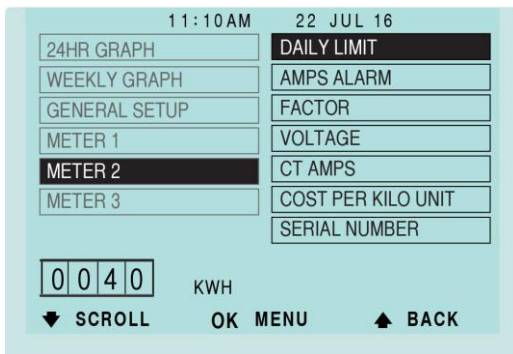 11:10AM 22 JUL 16
24HR GRAPH
WEEKLY GRAPH
GENERAL SETUP
METER 1
METER 2
METER 3
DAILY LIMIT
AMPS ALARM
FACTOR
VOLTAGE
CT AMPS
COST PER KILO UNIT
SERIAL NUMBER
0040 KWH
SCROLL OK MENU BACK